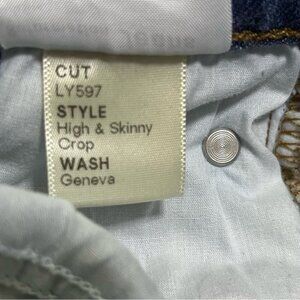 CUT
LY597
STYLE
High & Skinny
Crop
WASH
Geneva